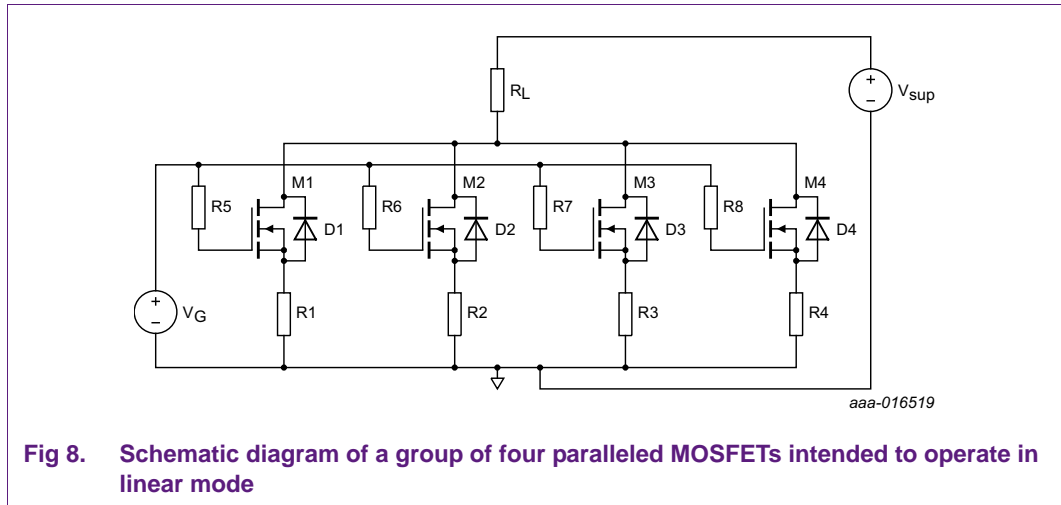 RL
Vsup
M1
M2
M3
M4
R5
R6
R7
R8
D1
D2
D3
D4
VG
R1
R2
R3
R4
aaa-016519
Fig 8. Schematic diagram of a group of four paralleled MOSFETs intended to operate in
linear mode